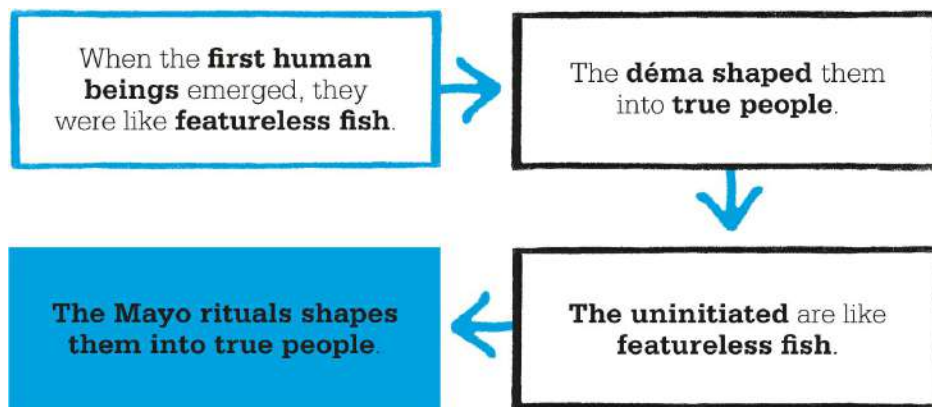 When the first human
beings emerged, they
were like featureless fish.
The déma shaped them
into true people.
The uninitiated are like
featureless fish.
The Mayo rituals shapes
them into true people.